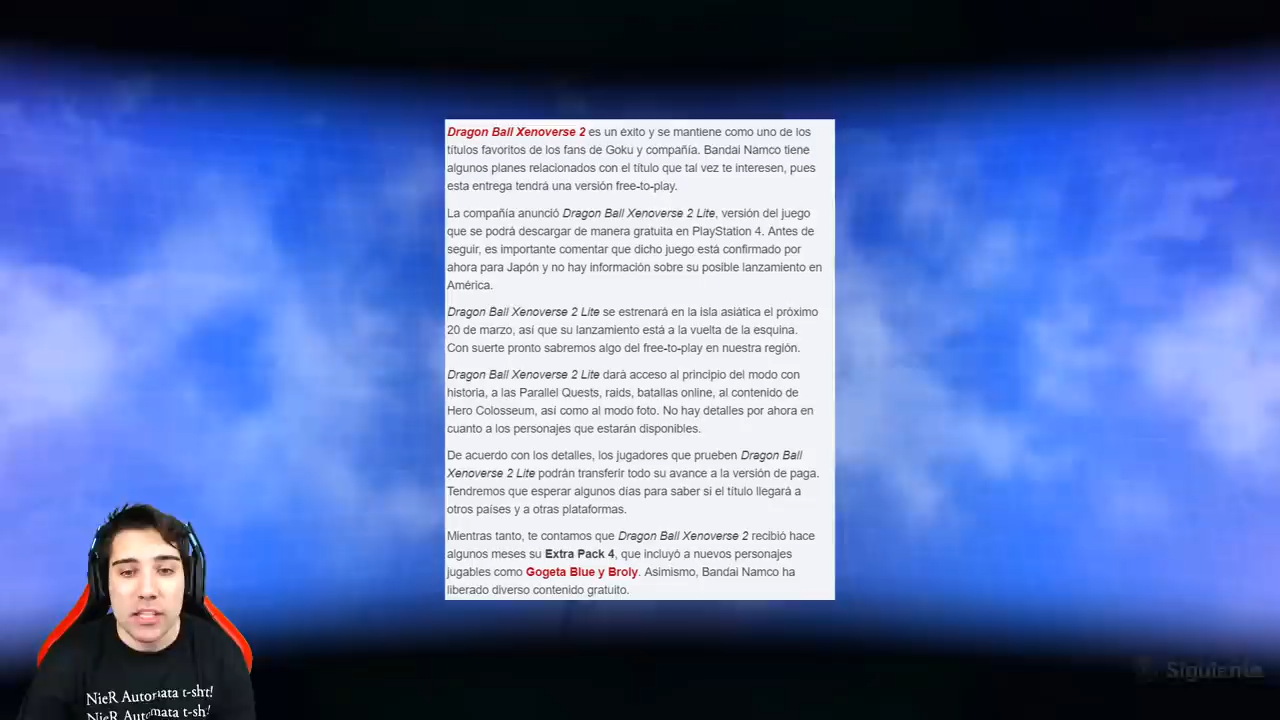 Dragon Ball Xenoverse 2 es un éxito y se mantiene como uno de los
títulos favoritos de los fans de Goku y compañía. Bandai Namco tiene
algunos planes relacionados con el título que tal vez te interesen, pues
esta entrega tendrá una versión free-to-play.
La compañía anunció Dragon Ball Xenoverse 2 Lite, versión del juego
que se podrá descargar de manera gratuita en PlayStation 4. Antes de
seguir, es importante comentar que dicho juego está confirmado por
ahora para Japón y no hay información sobre su posible lanzamiento en
América.
Dragon Ball Xenoverse 2 Lite se estrenará en la isla asiática el próximo
20 de marzo, así que su lanzamiento está a la vuelta de la esquina.
Con suerte pronto sabremos algo del free-to-play en nuestra región.
Dragon Ball Xenoverse 2 Lite dará acceso al principio del modo con
historia, a las Parallel Quests, raids, batallas online, al contenido de
Hero Colosseum, así como al modo foto. No hay detalles por ahora en
cuanto a los personajes que estarán disponibles.
De acuerdo con los detalles, los jugadores que prueben Dragon Ball
Xenoverse 2 Lite podrán transferir todo su avance a la versión de paga.
Tendremos que esperar algunos días para saber si el título llegará a
otros países y a otras plataformas.
Mientras tanto, te contamos que Dragon Ball Xenoverse 2 recibió hace
algunos meses su Extra Pack 4, que incluyó a nuevos personajes
jugables como Gogeta Blue y Broly. Asimismo, Bandai Namco ha
liberado diverso contenido gratuito.
Siguiente
NieR Automata t-sht!
NieR Automata t-sh!